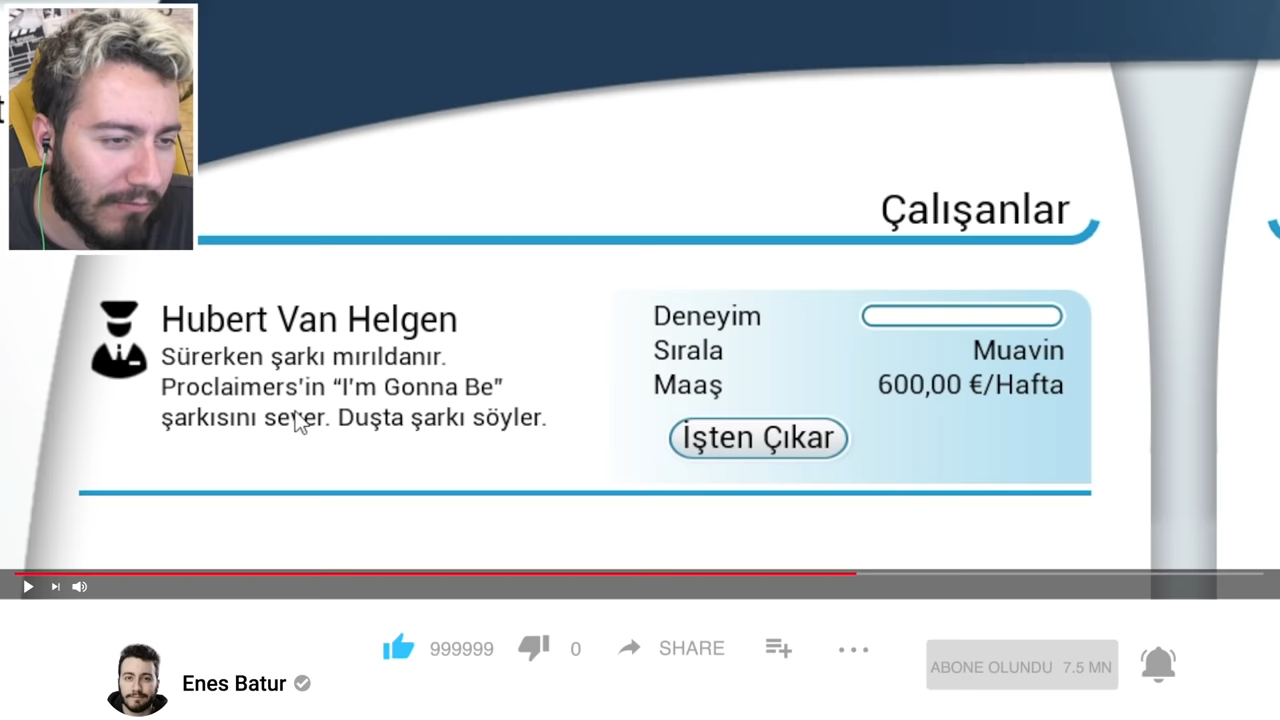 t
Çalışanlar
Hubert Van Helgen
Sürerken şarkı mırıldanır.
Proclaimers'in “I'm Gonna Be”
şarkısını sever. Duşta şarkı söyler.
Deneyim
Sırala Muavin
Maaş 600,00 €/Hafta
İşten Çıkar
999999
0
SHARE
ABONE OLUNDU 7.5 MN
Enes Batur